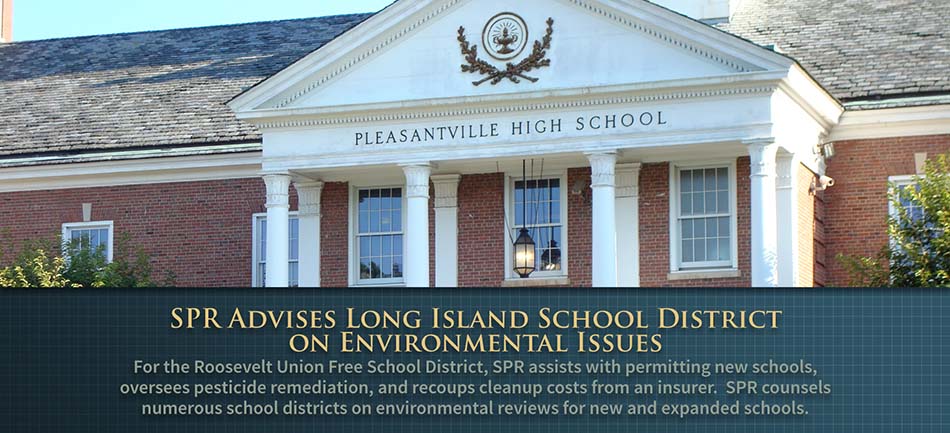 PLEASANTVILLE HIGH SCHOOL
SPR Advises Long Island School District
on Environmental Issues
For the Roosevelt Union Free School District, SPR assists with permitting new schools,
oversees pesticide remediation, and recoups cleanup costs from an insurer. SPR counsels
numerous school districts on environmental reviews for new and expanded schools.